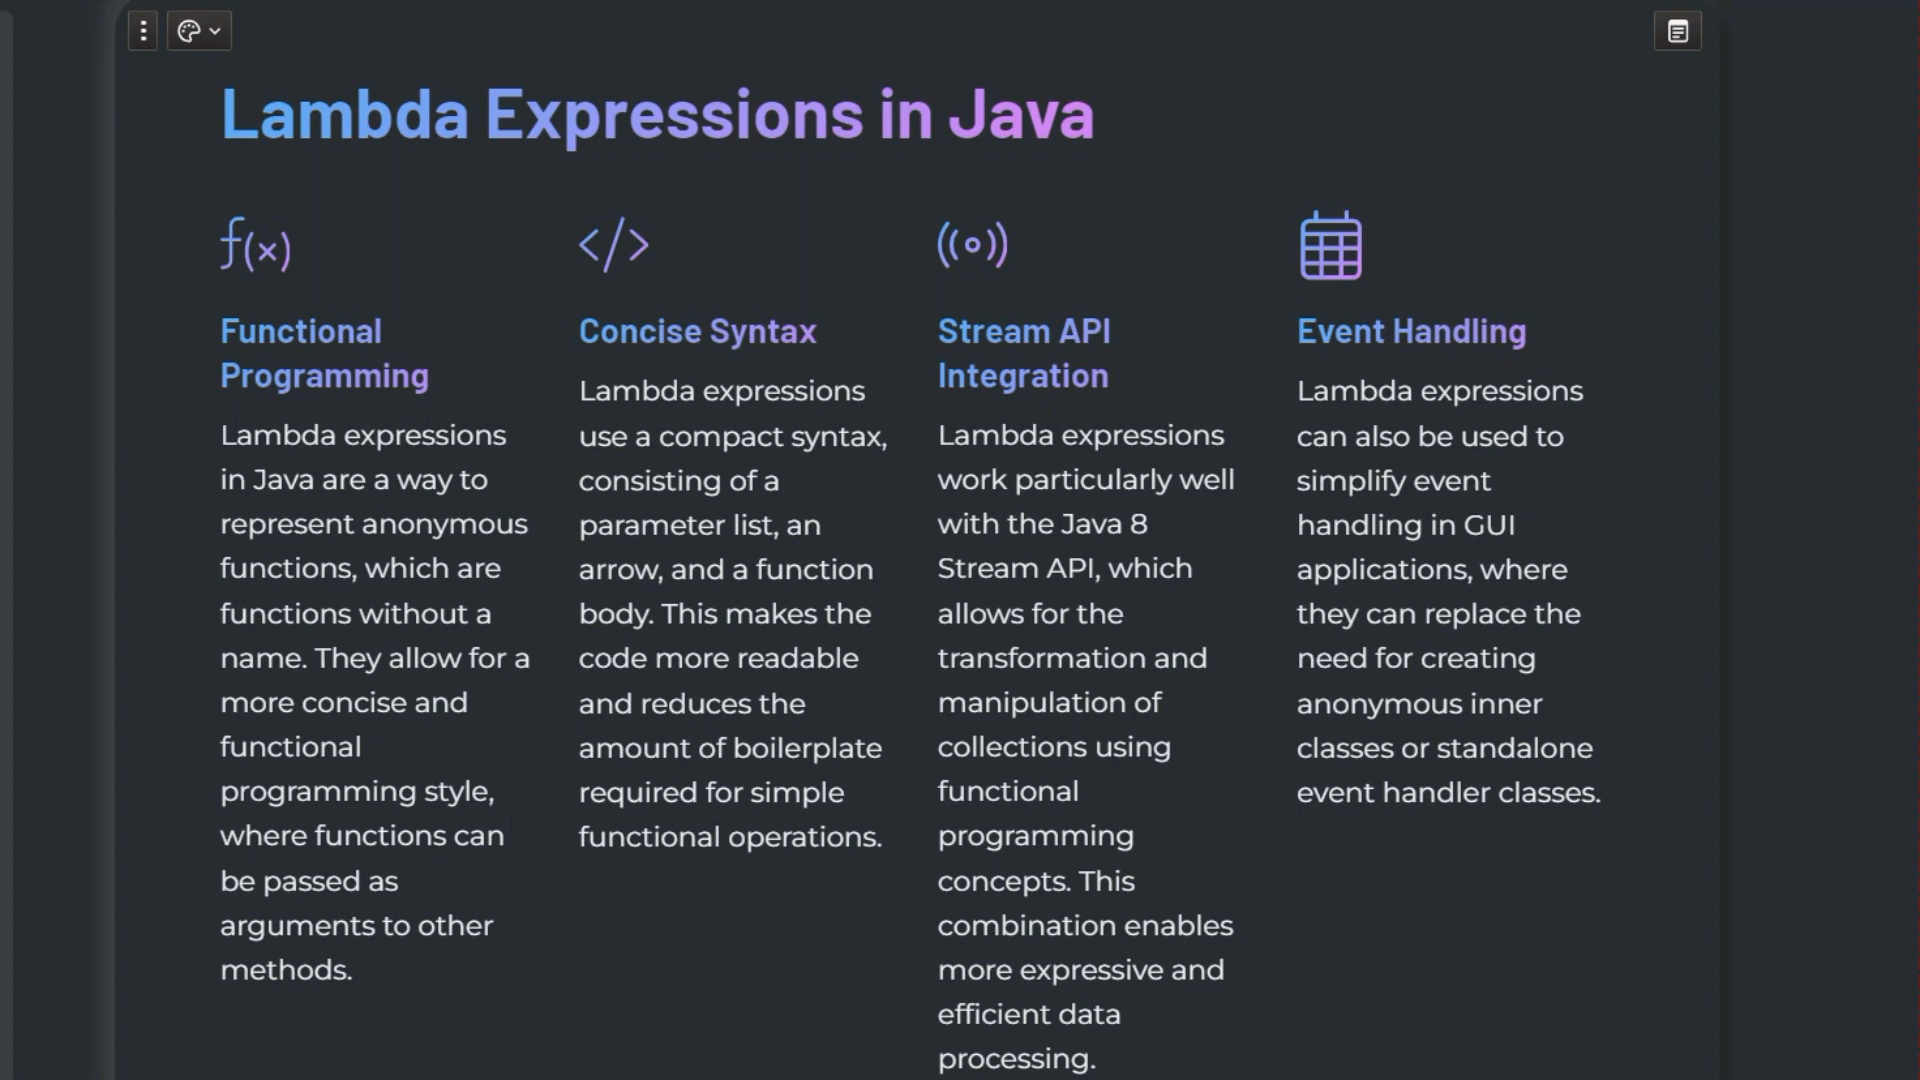 Lambda Expressions in Java
f(x)
</>
Functional
Programming
Lambda expressions
in Java are a way to
represent anonymous
functions, which are
functions without a
name. They allow for a
more concise and
functional
programming style,
where functions can
be passed as
arguments to other
methods.
Concise Syntax
Lambda expressions
use a compact syntax,
consisting of a
parameter list, an
arrow, and a function
body. This makes the
code more readable
and reduces the
amount of boilerplate
required for simple
functional operations.
Stream API
Integration
Lambda expressions
work particularly well
with the Java 8
Stream API, which
allows for the
transformation and
manipulation of
collections using
functional
programming
concepts. This
combination enables
more expressive and
efficient data
processing.
Event Handling
Lambda expressions
can also be used to
simplify event
handling in GUI
applications, where
they can replace the
need for creating
anonymous inner
classes or standalone
event handler classes.